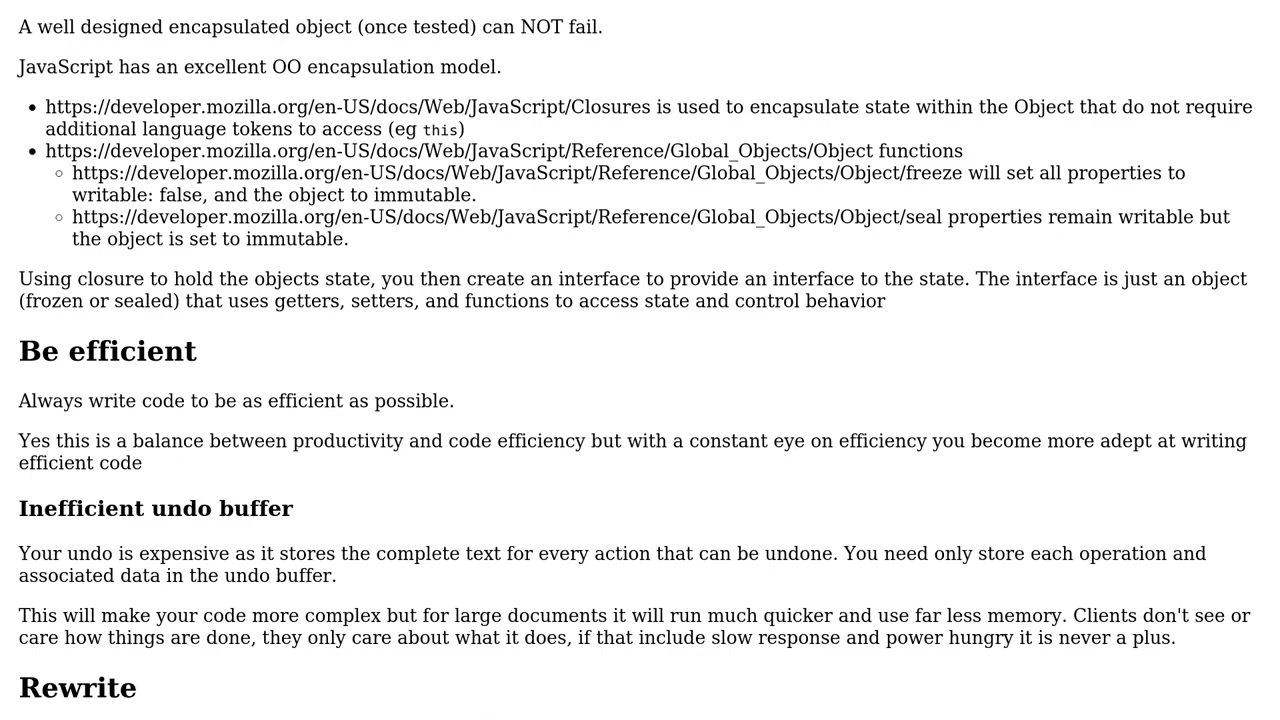 A well designed encapsulated object (once tested) can NOT fail.
JavaScript has an excellent OO encapsulation model.
• https://developer.mozilla.org/en-US/docs/Web/JavaScript/Closures is used to encapsulate state within the Object that do not require
additional language tokens to access (eg this)
• https://developer.mozilla.org/en-US/docs/Web/JavaScript/Reference/Global_Objects/Object functions
◦ https://developer.mozilla.org/en-US/docs/Web/JavaScript/Reference/Global_Objects/Object/freeze will set all properties to
writable: false, and the object to immutable.
◦ https://developer.mozilla.org/en-US/docs/Web/JavaScript/Reference/Global_Objects/Object/seal properties remain writable but
the object is set to immutable.
Using closure to hold the objects state, you then create an interface to provide an interface to the state. The interface is just an object
(frozen or sealed) that uses getters, setters, and functions to access state and control behavior
Be efficient
Always write code to be as efficient as possible.
Yes this is a balance between productivity and code efficiency but with a constant eye on efficiency you become more adept at writing
efficient code
Inefficient undo buffer
Your undo is expensive as it stores the complete text for every action that can be undone. You need only store each operation and
associated data in the undo buffer.
This will make your code more complex but for large documents it will run much quicker and use far less memory. Clients don't see or
care how things are done, they only care about what it does, if that include slow response and power hungry it is never a plus.
Rewrite